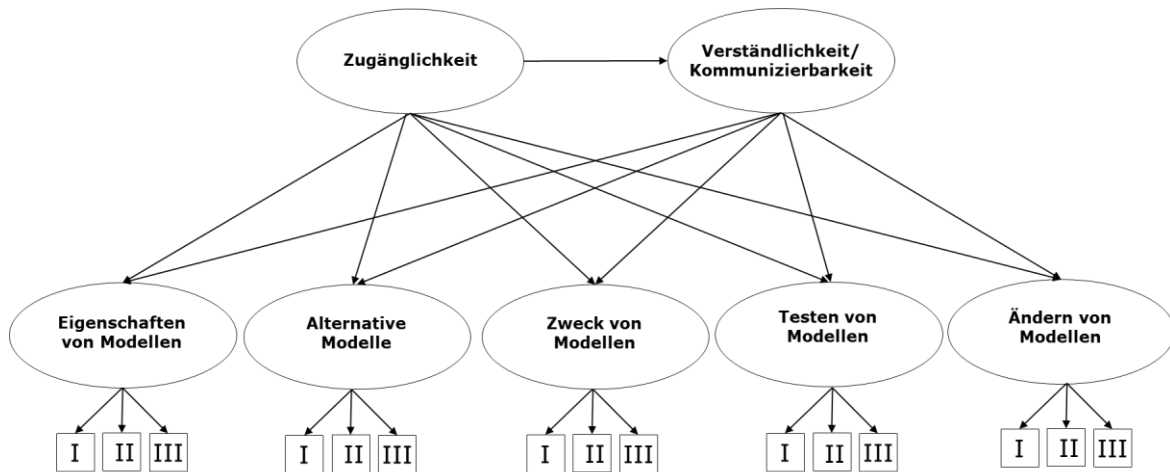 Zugänglichkeit
Verständlichkeit/
Kommunizierbarkeit
Eigenschaften
von Modellen
Alternative
Modelle
Zweck von
Modellen
Testen von
Modellen
Ändern von
Modellen
I II III
I II III
I II III
I II III
I II III